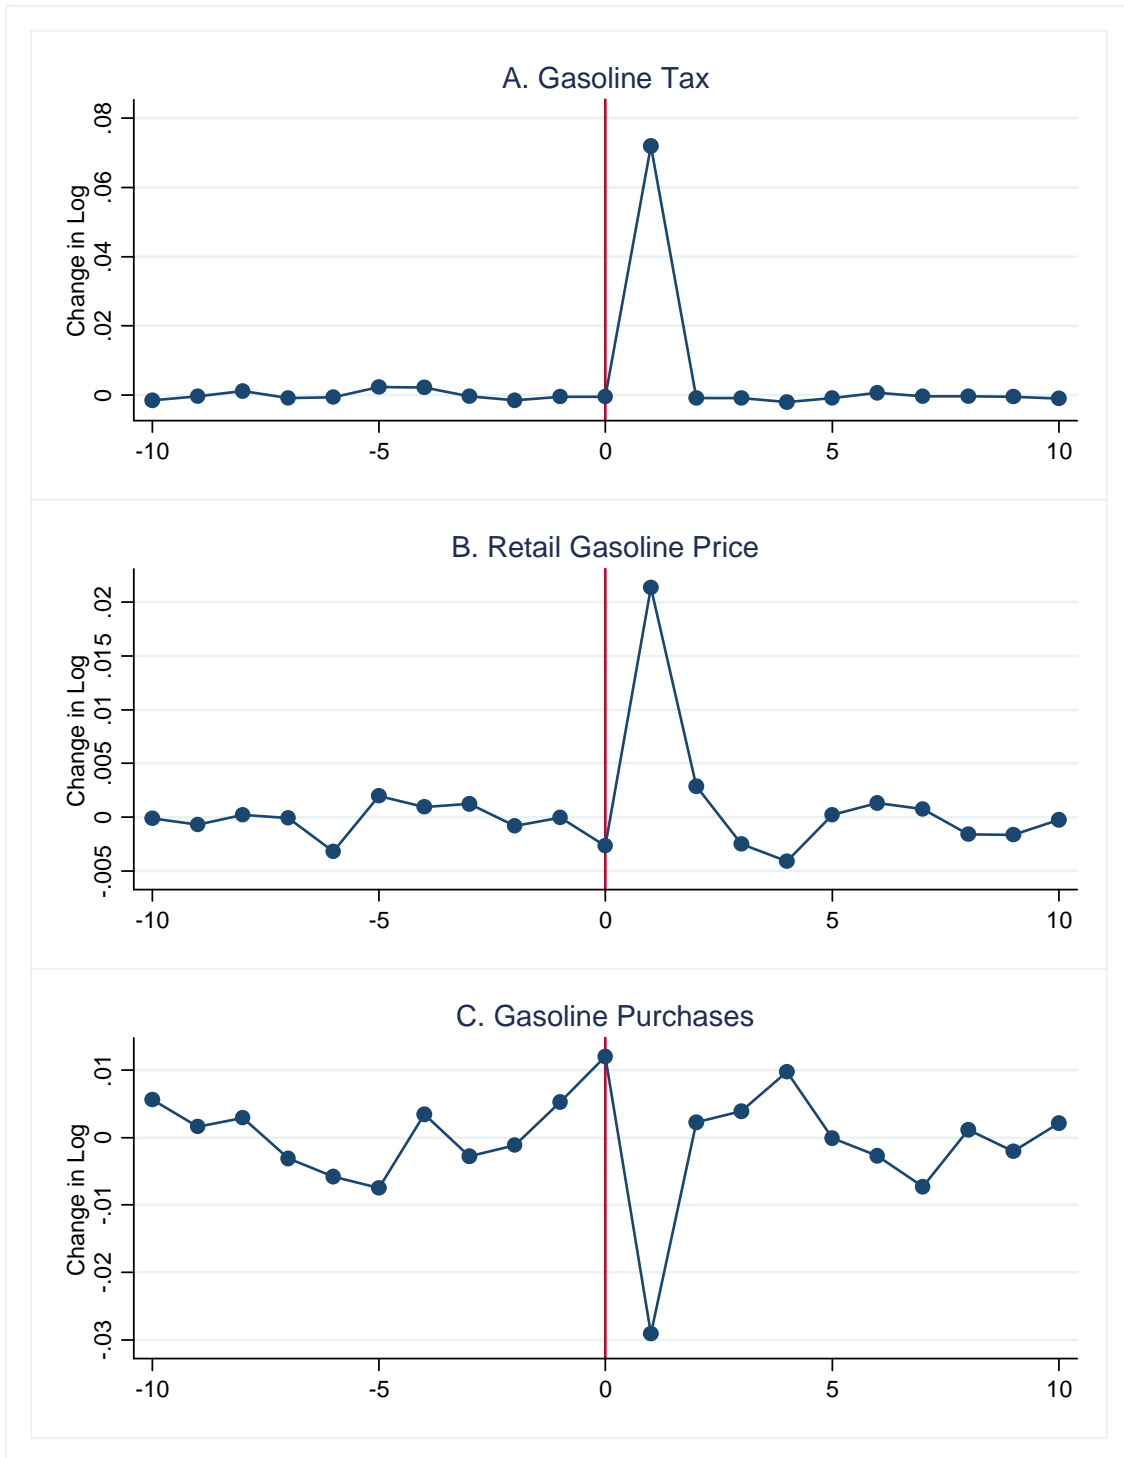 A. Gasoline Tax
Change in Log
.08
.06
.04
.02
0
-10 -5 0 5 10
B. Retail Gasoline Price
Change in Log
.02
.015
.01
.005
0
-.005
-10 -5 0 5 10
C. Gasoline Purchases
Change in Log
.01
0
-.01
-.02
-.03
-10 -5 0 5 10